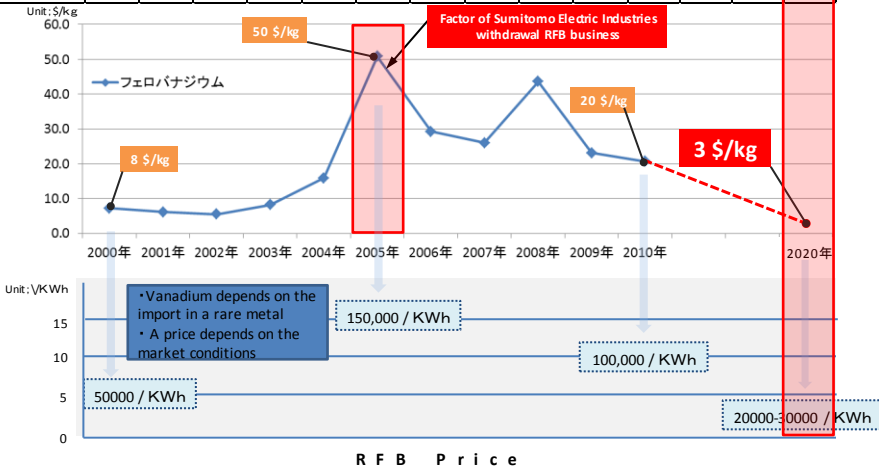 Unit:$/kg
60.0
50.0
40.0
30.0
20.0
10.0
0.0
フェロバナジウム
8 $/kg
50 $/kg
Factor of Sumitomo Electric Industries
withdrawal RFB business
20 $/kg
3 $/kg
2000年 2001年 2002年 2003年 2004年 2005年 2006年 2007年 2008年 2009年 2010年 2020年
Unit:\/KWh
15
10
5
0
・Vanadium depends on the
import in a rare metal
・ A price depends on the
market conditions
50000 / KWh
150,000 / KWh
100,000 / KWh
20000-30000 / KWh
RFB Price